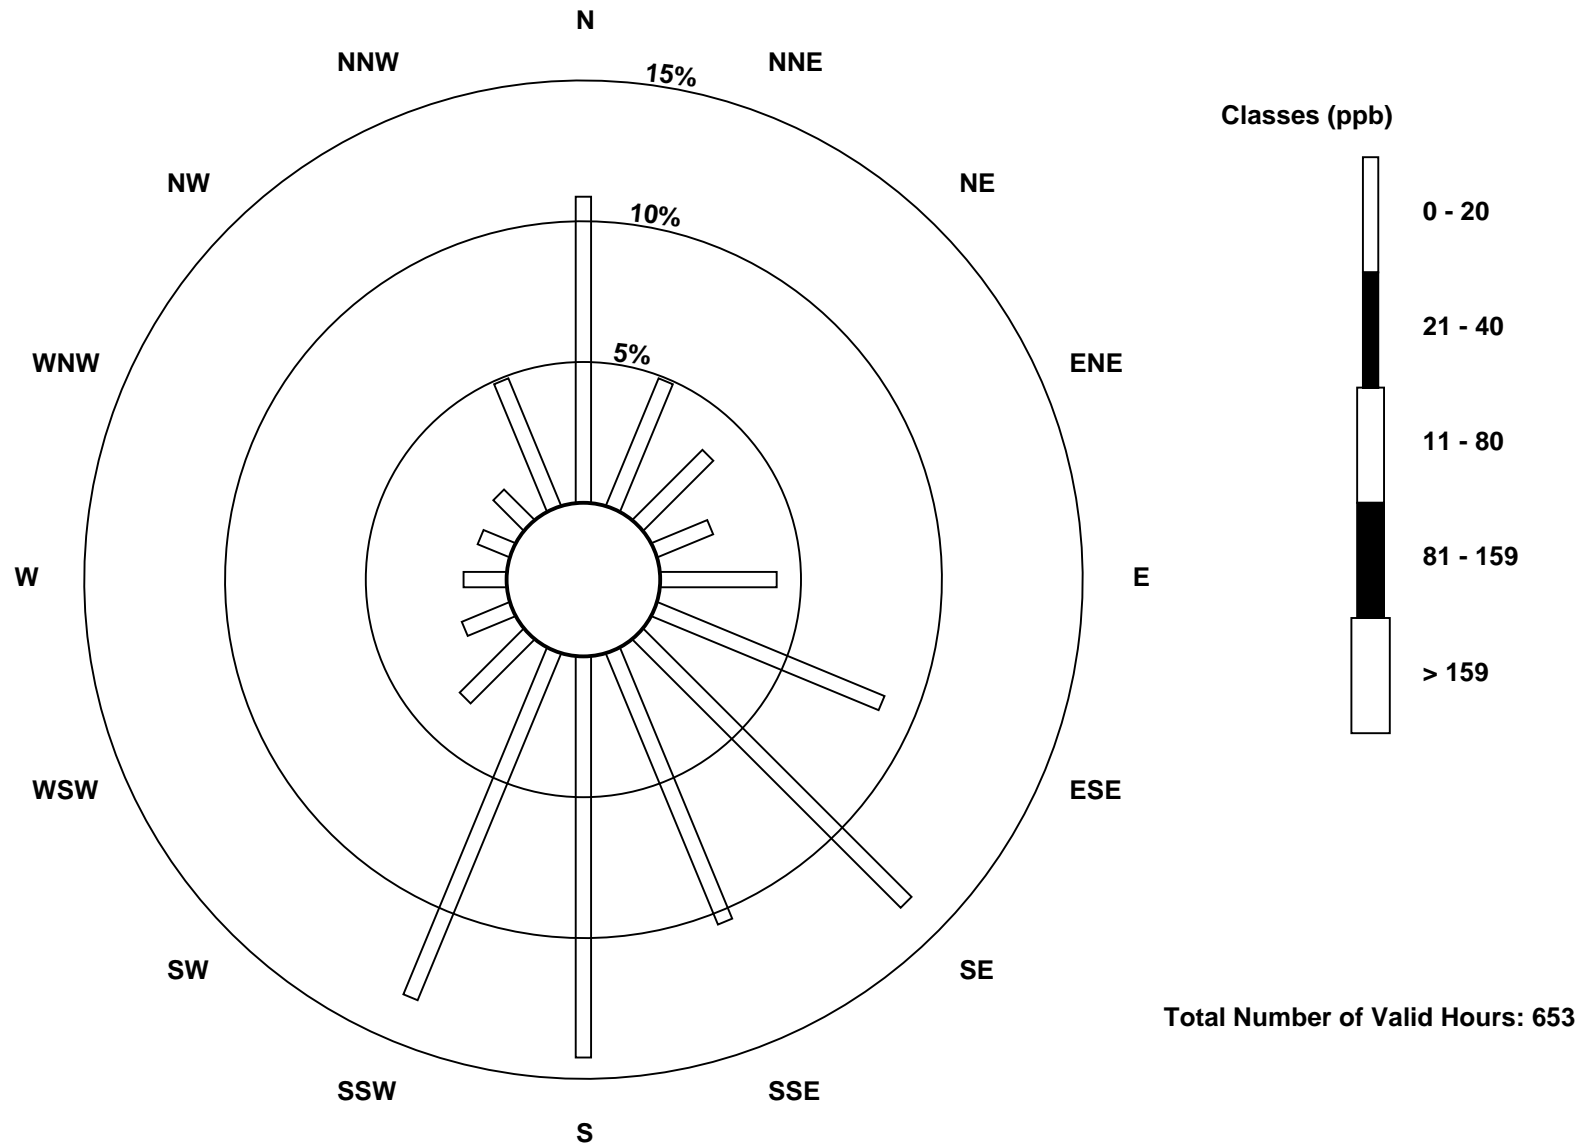 N
NNW
NNE
15%
Classes (ppb)
NW
NE
0 - 20
10%
21 - 40
5%
WNW
ENE
11 - 80
81 - 159
W
E
> 159
WSW
ESE
SW
SE
Total Number of Valid Hours: 653
SSW
SSE
S